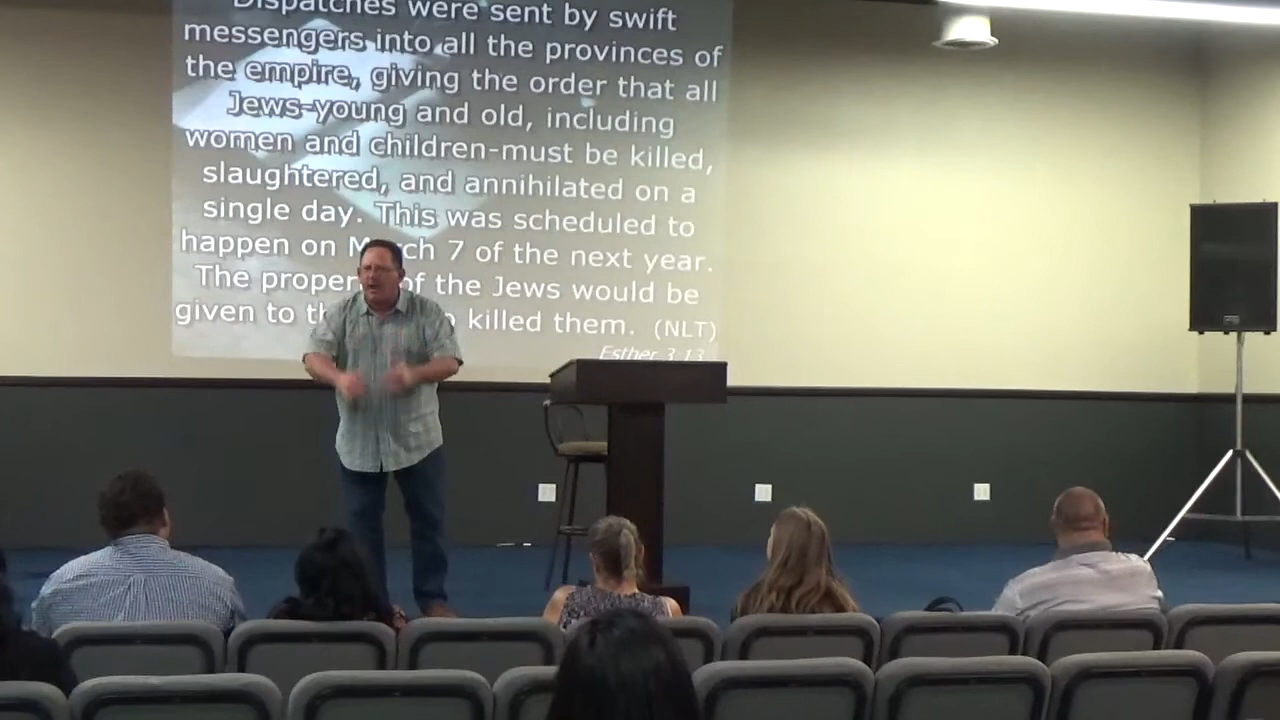 Dispatches were sent by swift
messengers into all the provinces of
the empire, giving the order that all
Jews-young and old, including
women and children-must be killed,
slaughtered, and annihilated on a
single day. This was scheduled to
happen on March 7 of the next year.
The of the Jews would be
given to killed them. (NLT)
Esther 3:13